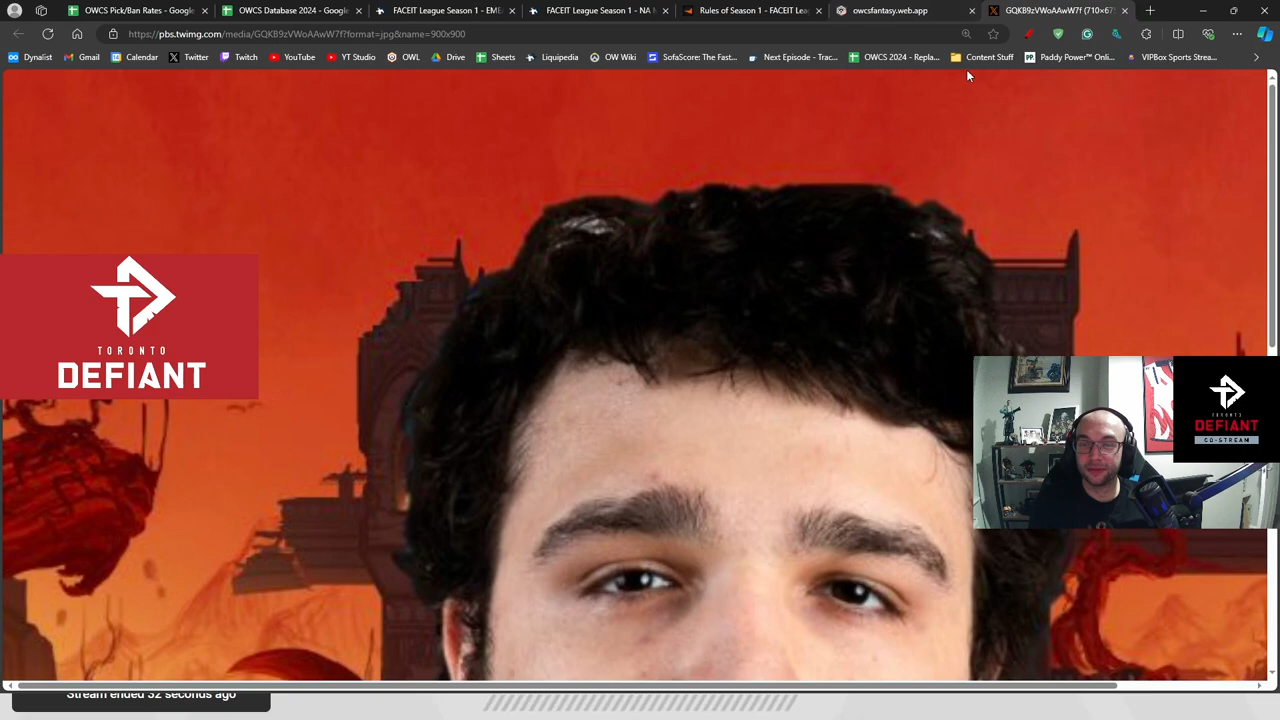 OWCS Pick/Ban Rates - Google
OWCS Database 2024 - Google
FACEIT League Season 1 - EME
FACEIT League Season 1 - NA
Rules of Season 1 - FACEIT Lea
owcsfantasy.web.app
GQKB9zVWoAAwW7f (710×67
https://pbs.twimg.com/media/GQKB9zVWoAAwW7f?format=jpg&name=900x900
Dynalist
Gmail
Calendar
Twitter
Twitch
YouTube
YT Studio
OWL
Drive
Sheets
Liquipedia
OW Wiki
SofaScore: The Fast...
Next Episode - Trac...
OWCS 2024 - Repla...
Content Stuff
Paddy Power™ Onli...
VIPBox Sports Strea...
TORONTO
DEFIANT
TORONTO
DEFIANT
CO-STREAM
Stream ended 32 seconds ago